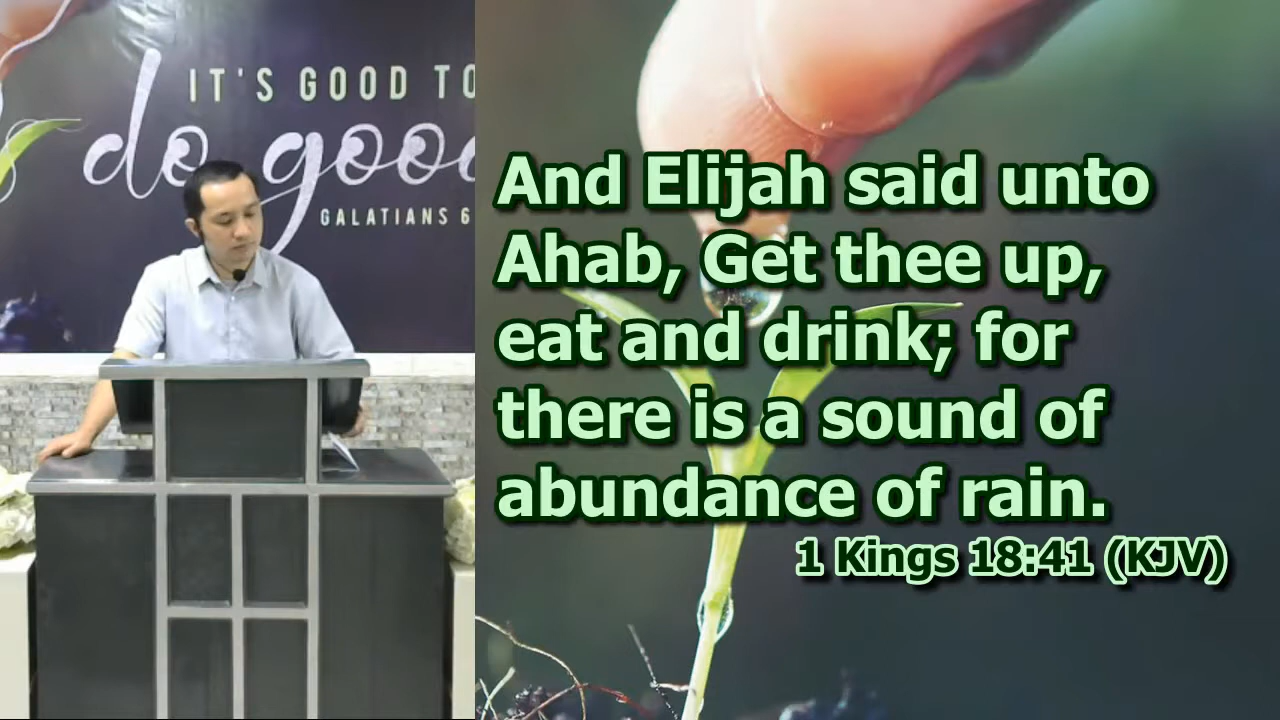 IT'S GOOD TO
do good
GALATIANS 6
And Elijah said unto
Ahab, Get thee up,
eat and drink; for
there is a sound of
abundance of rain.
1 Kings 18:41 (KJV)